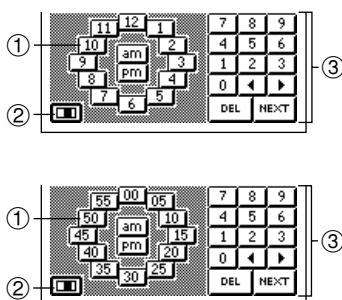 11 12 1
10 2
9 am 3
8 pm 4
7 6 5
7 8 9
4 5 6
1 2 3
0
DEL NEXT
①
②
③
55 00 05
50 10
45 am 15
40 pm 20
35 30 25
7 8 9
4 5 6
1 2 3
0
DEL NEXT
①
②
③